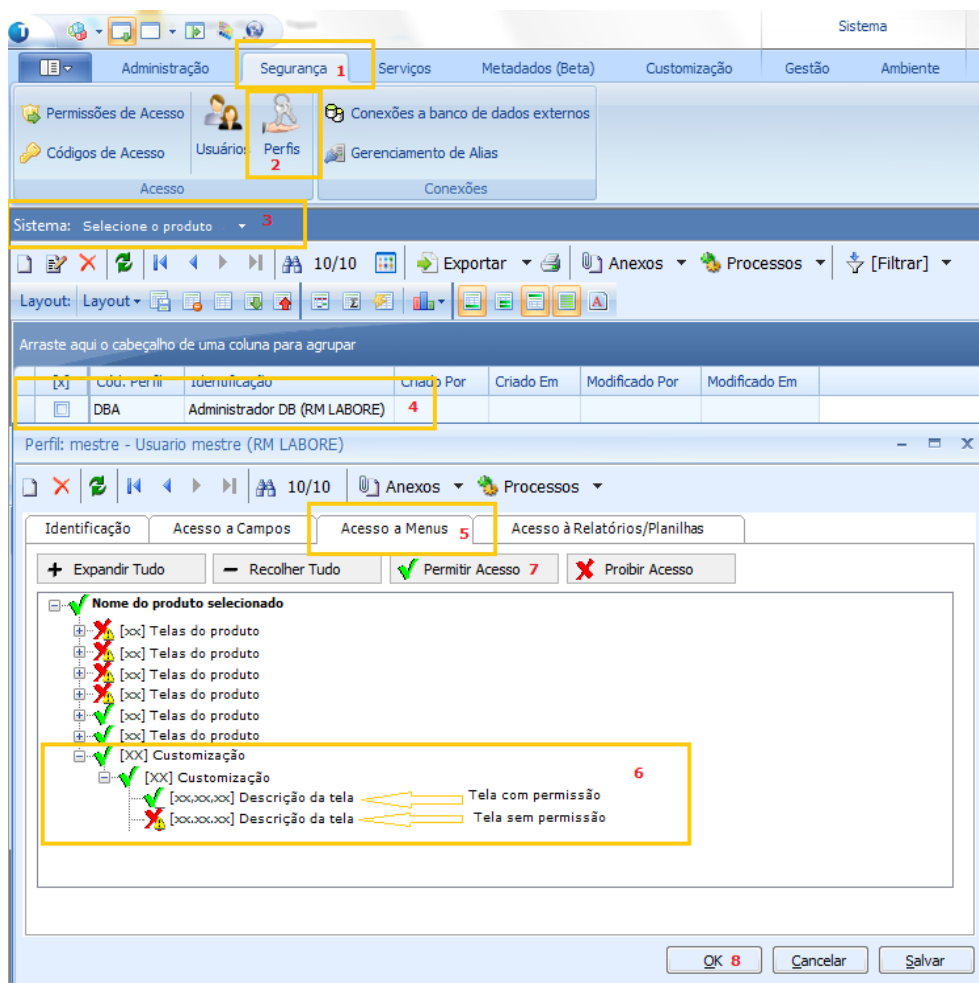 Sistema
Administração Segurança 1 Serviços Metadados (Beta) Customização Gestão Ambiente
Permissões de Acesso Usuários Perfis Conexões a banco de dados externos
Códigos de Acesso 2 Gerenciamento de Alias
Acesso Conexões
Sistema: Selecione o produto 3
10/10 Exportar Anexos Processos [Filtrar]
Layout: Layout Σ A
Arraste aqui o cabeçalho de uma coluna para agrupar
[x] Cód. Perfil Identificação Criado Por Criado Em Modificado Por Modificado Em
DBA Administrador DB (RM LABORE) 4
Perfil: mestre - Usuario mestre (RM LABORE)
10/10 Anexos Processos
Identificação Acesso a Campos Acesso a Menus 5 Acesso à Relatórios/Planilhas
Expandir Tudo Recolher Tudo Permitir Acesso 7 Proibir Acesso
Nome do produto selecionado
[xx] Telas do produto
[xx] Telas do produto
[xx] Telas do produto
[xx] Telas do produto
[xx] Telas do produto
[xx] Telas do produto
[XX] Customização
[XX] Customização 6
[xx,xx,xx] Descrição da tela Tela com permissão
[xx.xx.xx] Descrição da tela Tela sem permissão
OK 8 Cancelar Salvar